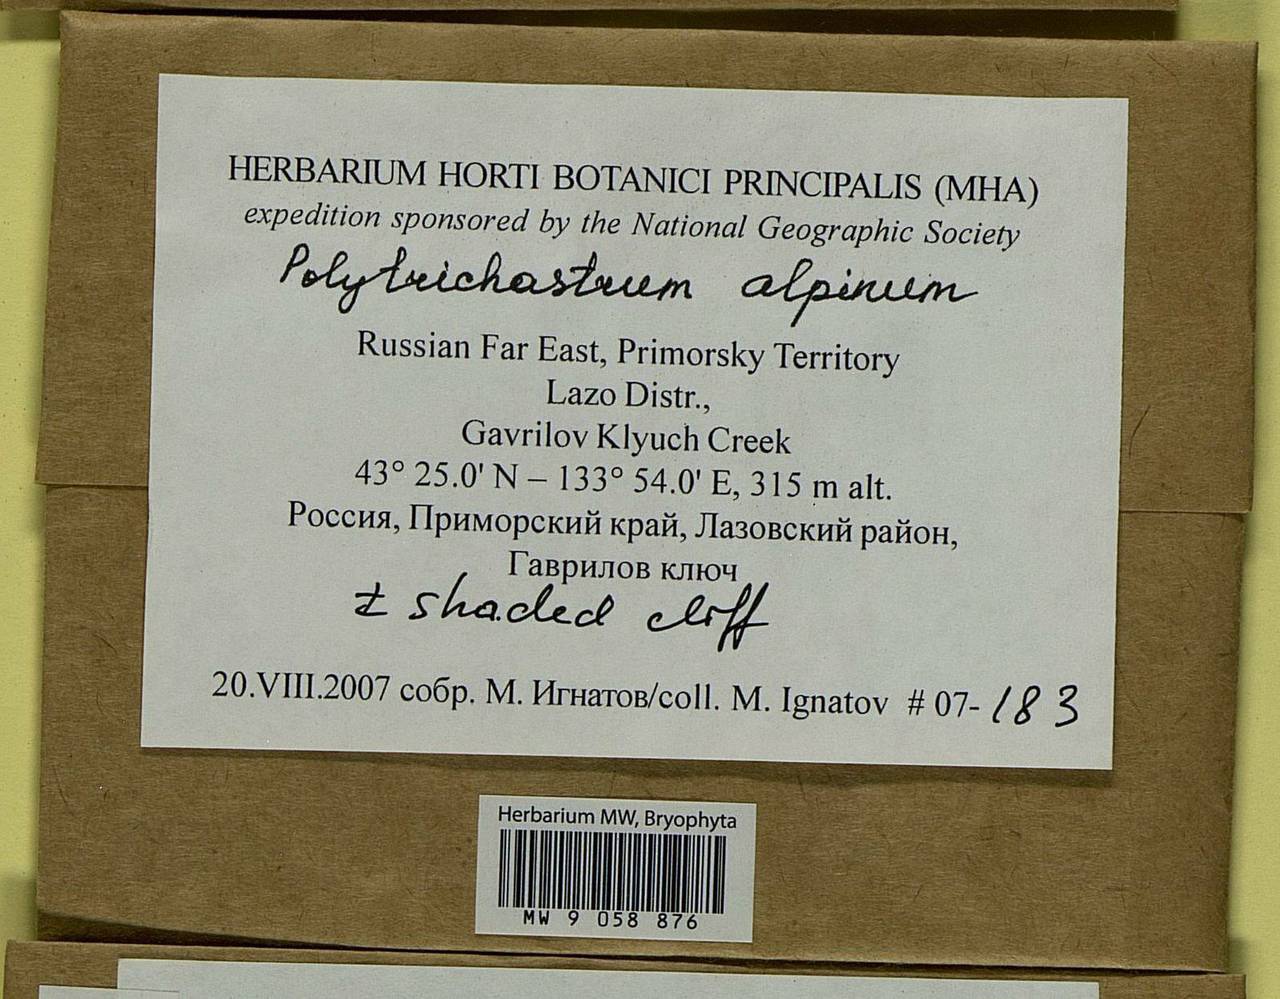 HERBARIUM HORTI BOTANICI PRINCIPALIS (MHA)
expedition sponsored by the National Geographic Society
Polytrichastrum alpinum
Russian Far East, Primorsky Territory
Lazo Distr.,
Gavrilov Klyuch Creek
43° 25.0' N – 133° 54.0' E, 315 m alt.
Россия, Приморский край, Лазовский район,
Гаврилов ключ
± shaded cliff
20.VIII.2007 собр. М. Игнатов/coll. M. Ignatov # 07-183
Herbarium MW, Bryophyta
MW 9 058 876